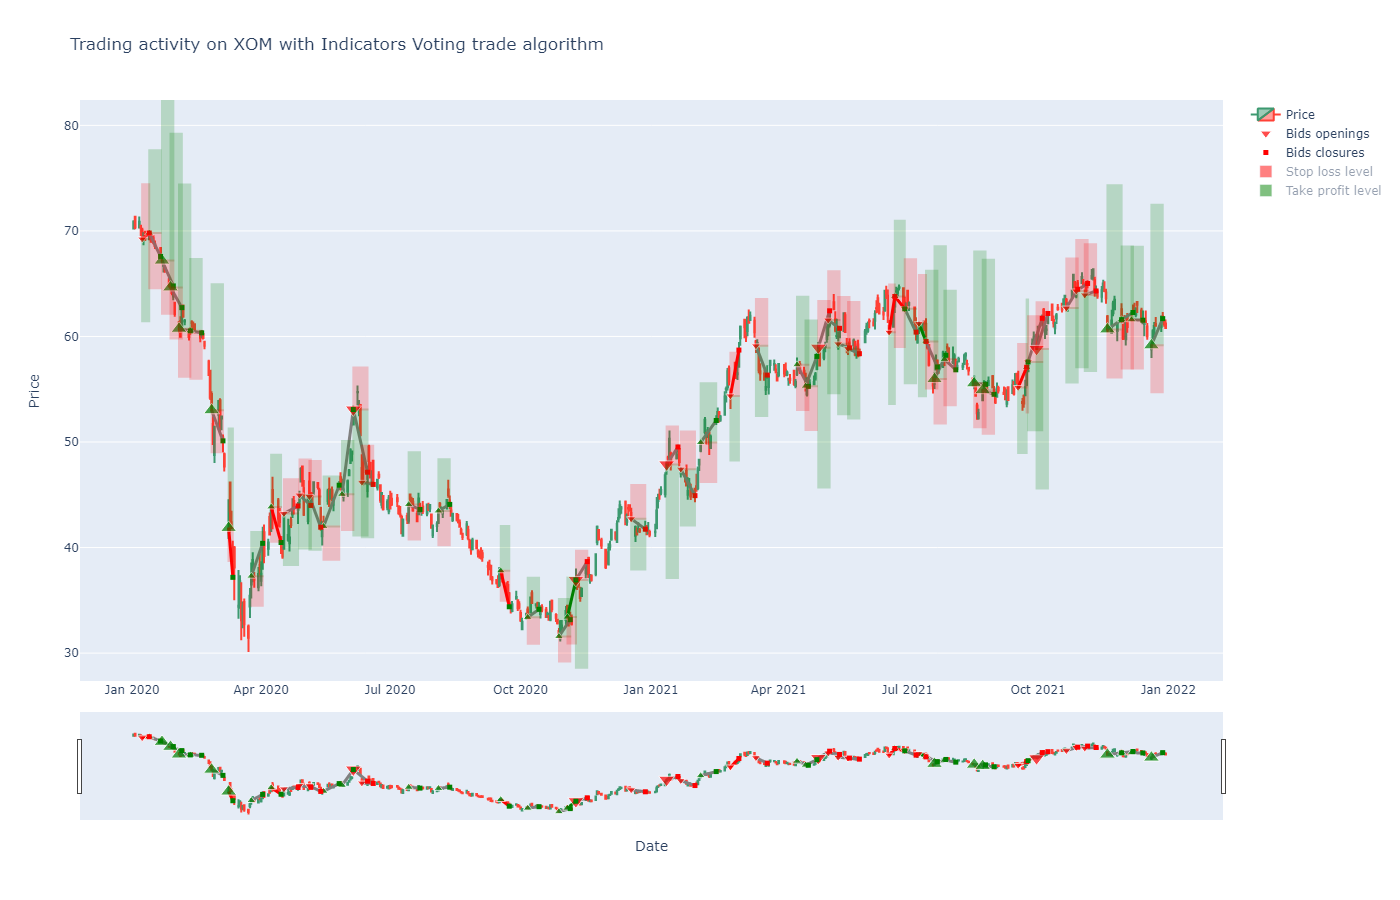 Trading activity on XOM with Indicators Voting trade algorithm
Price
Bids openings
Bids closures
Stop loss level
Take profit level
80
70
60
50
40
30
Price
Jan 2020
Apr 2020
Jul 2020
Oct 2020
Jan 2021
Apr 2021
Jul 2021
Oct 2021
Jan 2022
Date